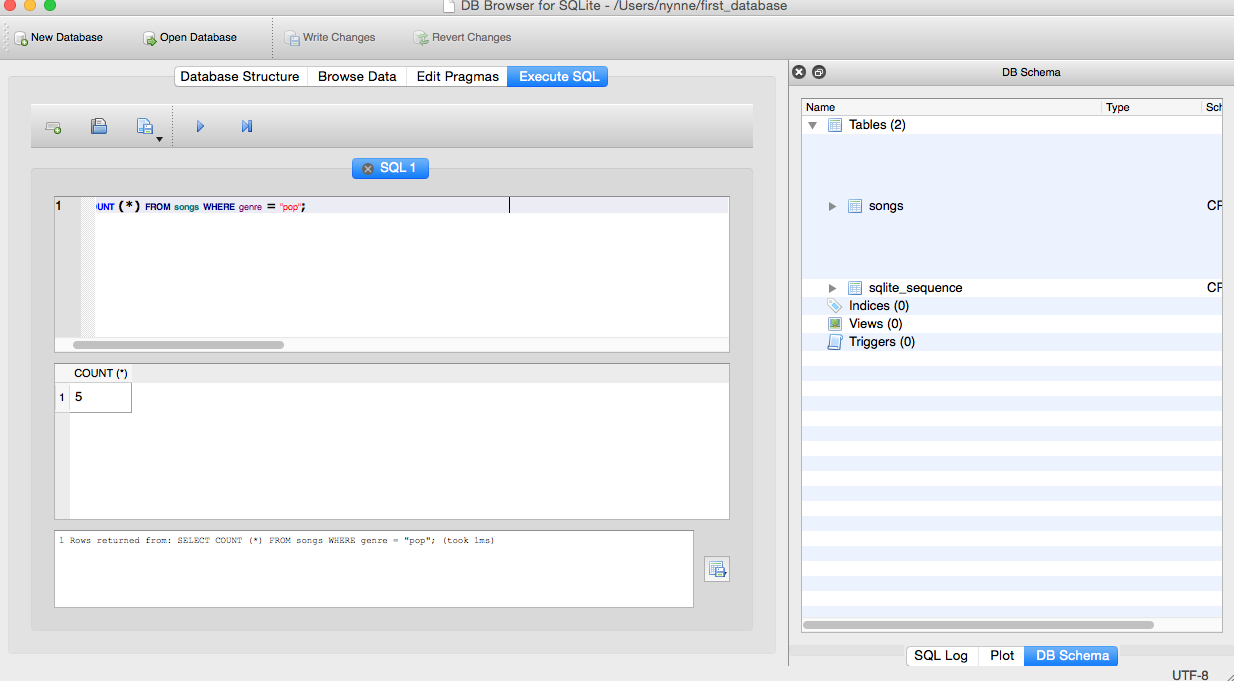 DB Browser for SQLite - /Users/nynne/first_database
New Database Open Database Write Changes Revert Changes
Database Structure Browse Data Edit Pragmas Execute SQL
SQL 1
1 UNT (*) FROM songs WHERE genre = "pop";
COUNT (*)
1 5
1 Rows returned from: SELECT COUNT (*) FROM songs WHERE genre = "pop"; (took 1ms)
DB Schema
Name Type Sch
Tables (2)
songs CF
sqlite_sequence CF
Indices (0)
Views (0)
Triggers (0)
SQL Log Plot DB Schema
UTF-8